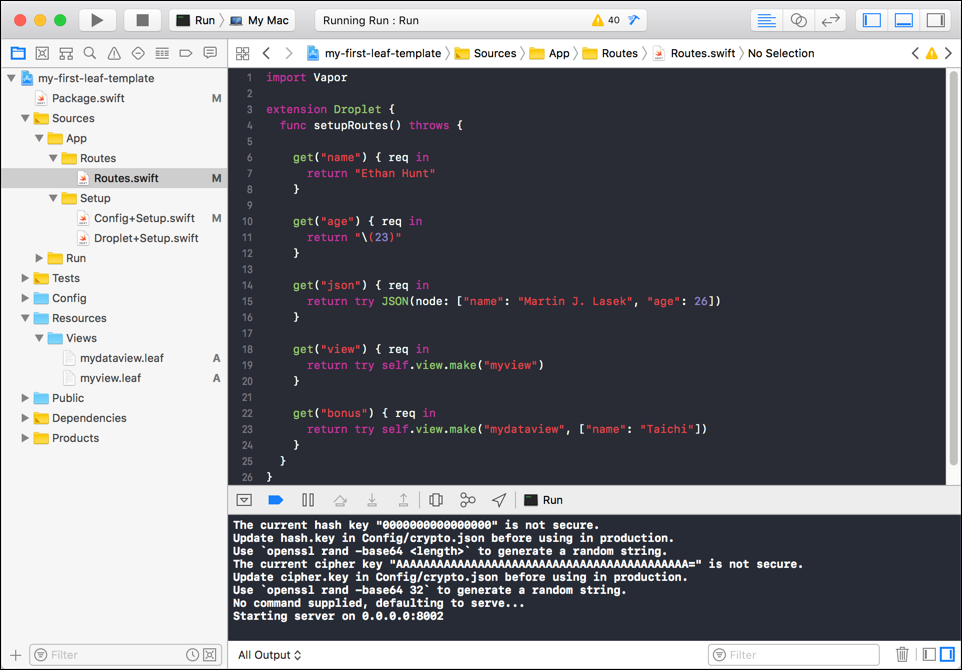 Run
My Mac
Running Run : Run
40
my-first-leaf-template
Sources
App
Routes
Routes.swift
No Selection
my-first-leaf-template
Package.swift M
Sources
App
Routes
Routes.swift M
Setup
Config+Setup.swift M
Droplet+Setup.swift
Run
Tests
Config
Resources
Views
mydataview.leaf A
myview.leaf A
Public
Dependencies
Products
Filter
1 import Vapor
2
3 extension Droplet {
4 func setupRoutes() throws {
5
6 get("name") { req in
7 return "Ethan Hunt"
8 }
9
10 get("age") { req in
11 return "\(23)"
12 }
13
14 get("json") { req in
15 return try JSON(node: ["name": "Martin J. Lasek", "age": 26])
16 }
17
18 get("view") { req in
19 return try self.view.make("myview")
20 }
21
22 get("bonus") { req in
23 return try self.view.make("mydataview", ["name": "Taichi"])
24 }
25 }
26 }
Run
The current hash key "0000000000000000" is not secure.
Update hash.key in Config/crypto.json before using in production.
Use `openssl rand -base64 <length>` to generate a random string.
The current cipher key "AAAAAAAAAAAAAAAAAAAAAAAAAAAAAAAAAAAAAAAAAAA=" is not secure.
Update cipher.key in Config/crypto.json before using in production.
Use `openssl rand -base64 32` to generate a random string.
No command supplied, defaulting to serve...
Starting server on 0.0.0.0:8002
All Output
Filter